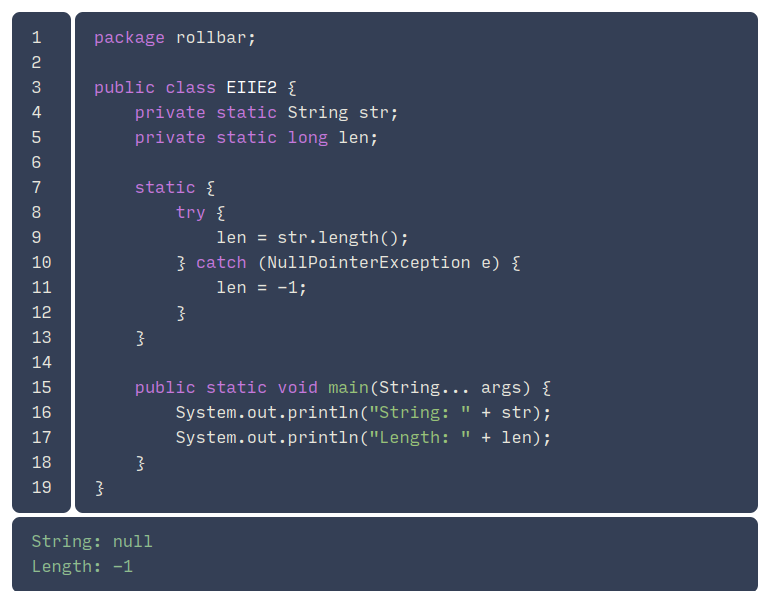 1 package rollbar;
2
3 public class EIIE2 {
4     private static String str;
5     private static long len;
6
7     static {
8         try {
9             len = str.length();
10         } catch (NullPointerException e) {
11             len = -1;
12         }
13     }
14
15     public static void main(String... args) {
16         System.out.println("String: " + str);
17         System.out.println("Length: " + len);
18     }
19 }
String: null
Length: -1